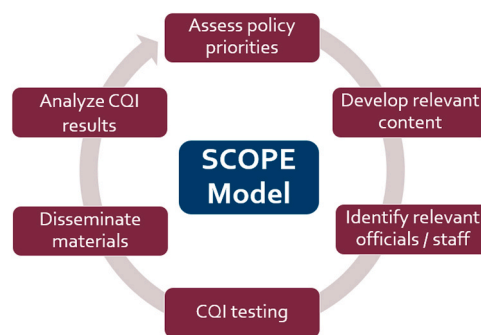 Assess policy
priorities
Develop relevant
content
Identify relevant
officials / staff
CQI testing
Disseminate
materials
Analyze CQI
results
SCOPE
Model